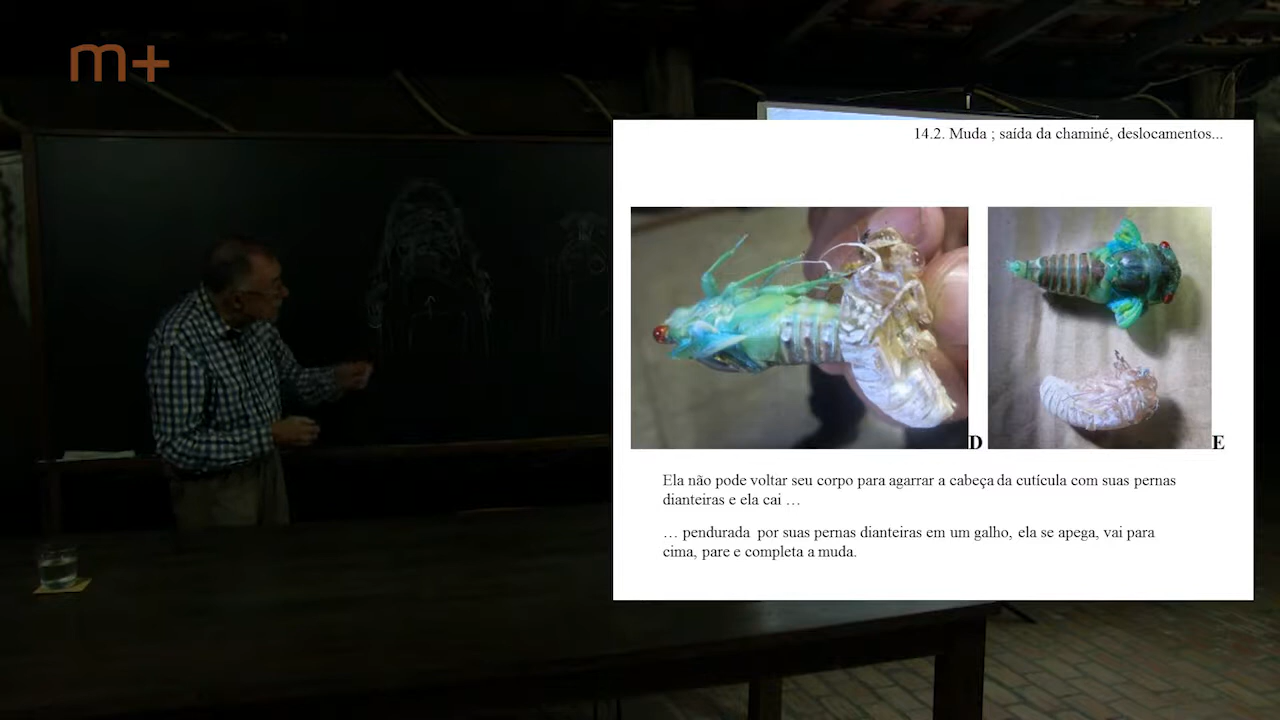 m+
14.2. Muda ; saída da chaminé, deslocamentos...
D
E
Ela não pode voltar seu corpo para agarrar a cabeça da cutícula com suas pernas
dianteiras e ela cai …
… pendurada por suas pernas dianteiras em um galho, ela se apega, vai para
cima, pare e completa a muda.